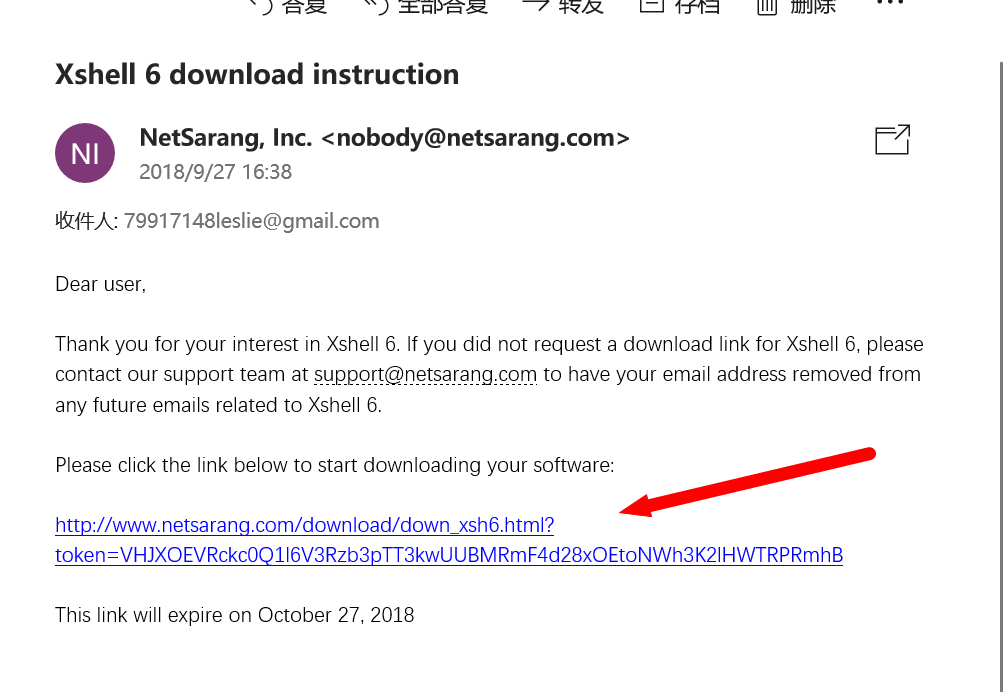 答复 全部答复 转发 存档 删除 ...
Xshell 6 download instruction
NI
NetSarang, Inc. <nobody@netsarang.com>
2018/9/27 16:38
收件人: 79917148leslie@gmail.com
Dear user,
Thank you for your interest in Xshell 6. If you did not request a download link for Xshell 6, please
contact our support team at support@netsarang.com to have your email address removed from
any future emails related to Xshell 6.
Please click the link below to start downloading your software:
http://www.netsarang.com/download/down_xsh6.html?
token=VHJXOEVRckc0Q1l6V3Rzb3pTT3kwUUBMRmF4d28xOEtoNWh3K2lHWTRPRmhB
This link will expire on October 27, 2018